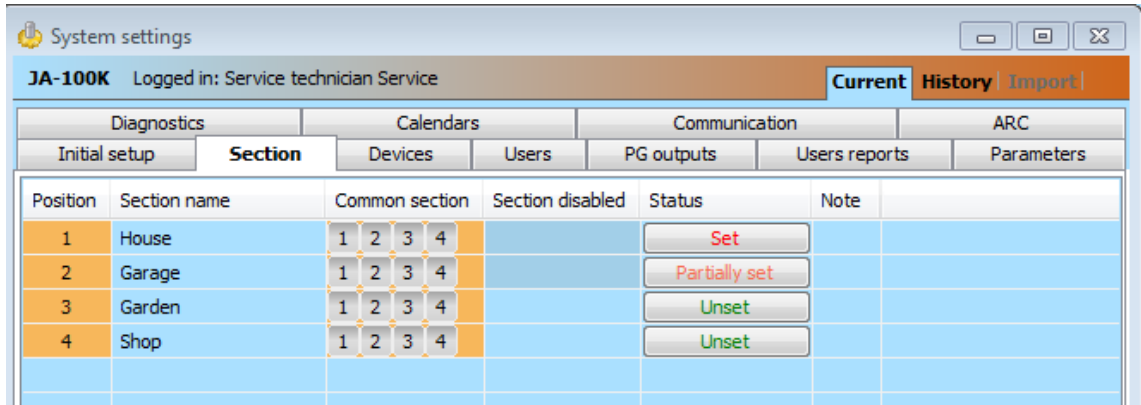 System settings
JA-100K Logged in: Service technician Service Current History Import
Diagnostics Calendars Communication ARC
Initial setup Section Devices Users PG outputs Users reports Parameters
Position Section name Common section Section disabled Status Note
1 House 1 2 3 4 Set
2 Garage 1 2 3 4 Partially set
3 Garden 1 2 3 4 Unset
4 Shop 1 2 3 4 Unset